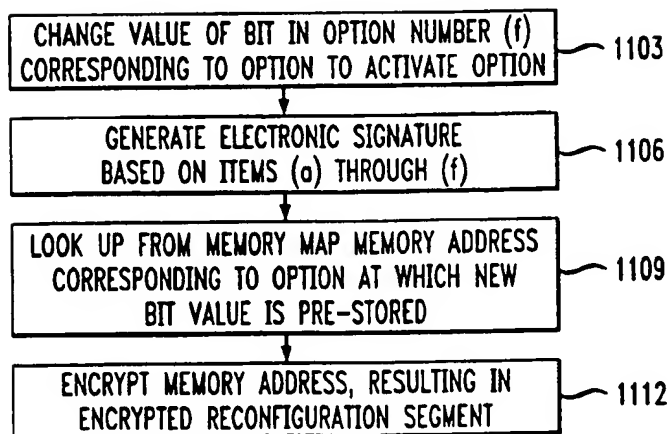 CHANGE VALUE OF BIT IN OPTION NUMBER (f)
CORRESPONDING TO OPTION TO ACTIVATE OPTION
1103
GENERATE ELECTRONIC SIGNATURE
BASED ON ITEMS (a) THROUGH (f)
1106
LOOK UP FROM MEMORY MAP MEMORY ADDRESS
CORRESPONDING TO OPTION AT WHICH NEW
BIT VALUE IS PRE-STORED
1109
ENCRYPT MEMORY ADDRESS, RESULTING IN
ENCRYPTED RECONFIGURATION SEGMENT
1112